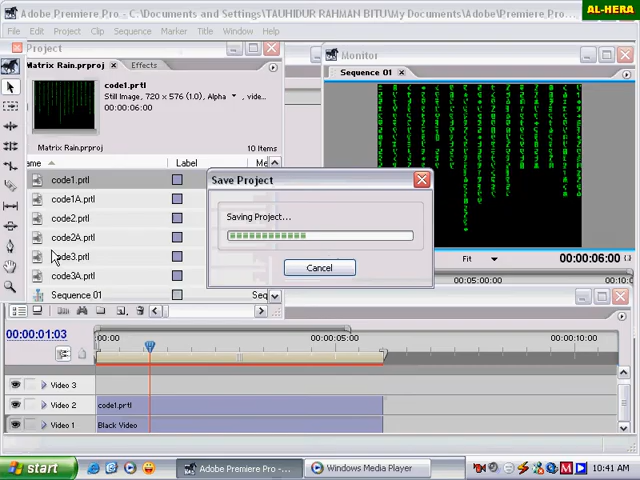 Adobe Premiere Pro - C:\Documents and Settings\TAUHIDUR RAHMAN BITU\My Documents\Adobe\Premiere Pro\
AL-HERA
File Edit Project Clip Sequence Marker Title Window Help
Project
Monitor
Matrix Rain.prproj Effects
Sequence 01
code1.prtl
Still Image, 720 x 576 (1.0), Alpha , vide...
00:00:06:00
Matrix Rain.prproj 10 Items
ame Label Me
code1.prtl
code1A.prtl
code2.prtl
code2A.prtl
code3.prtl
code3A.prtl
Sequence 01 Seq
Save Project
Saving Project...
Cancel
Fit 00:00:06:00
00:05:00:00
00:00:01:03
:00:00 00:00:05:00 00:00:10:00
Video 3
Video 2 code1.prtl
Video 1 Black Video
start Adobe Premiere Pro -... Windows Media Player 10:41 AM